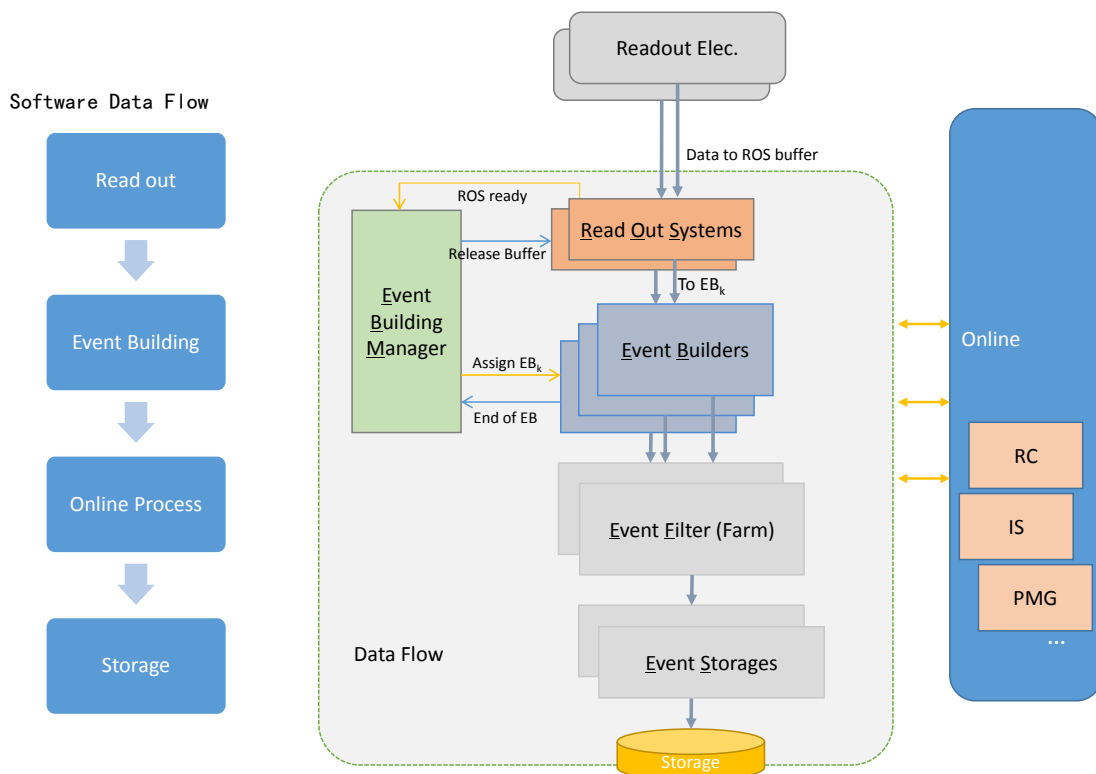 Software Data Flow
Read out
Event Building
Online Process
Storage
Readout Elec.
Data to ROS buffer
ROS ready
Read Out Systems
Release Buffer
To EBk
Event
Building
Manager
Event Builders
Assign EBk
End of EB
Event Filter (Farm)
Data Flow
Event Storages
Storage
Online
RC
IS
PMG
...